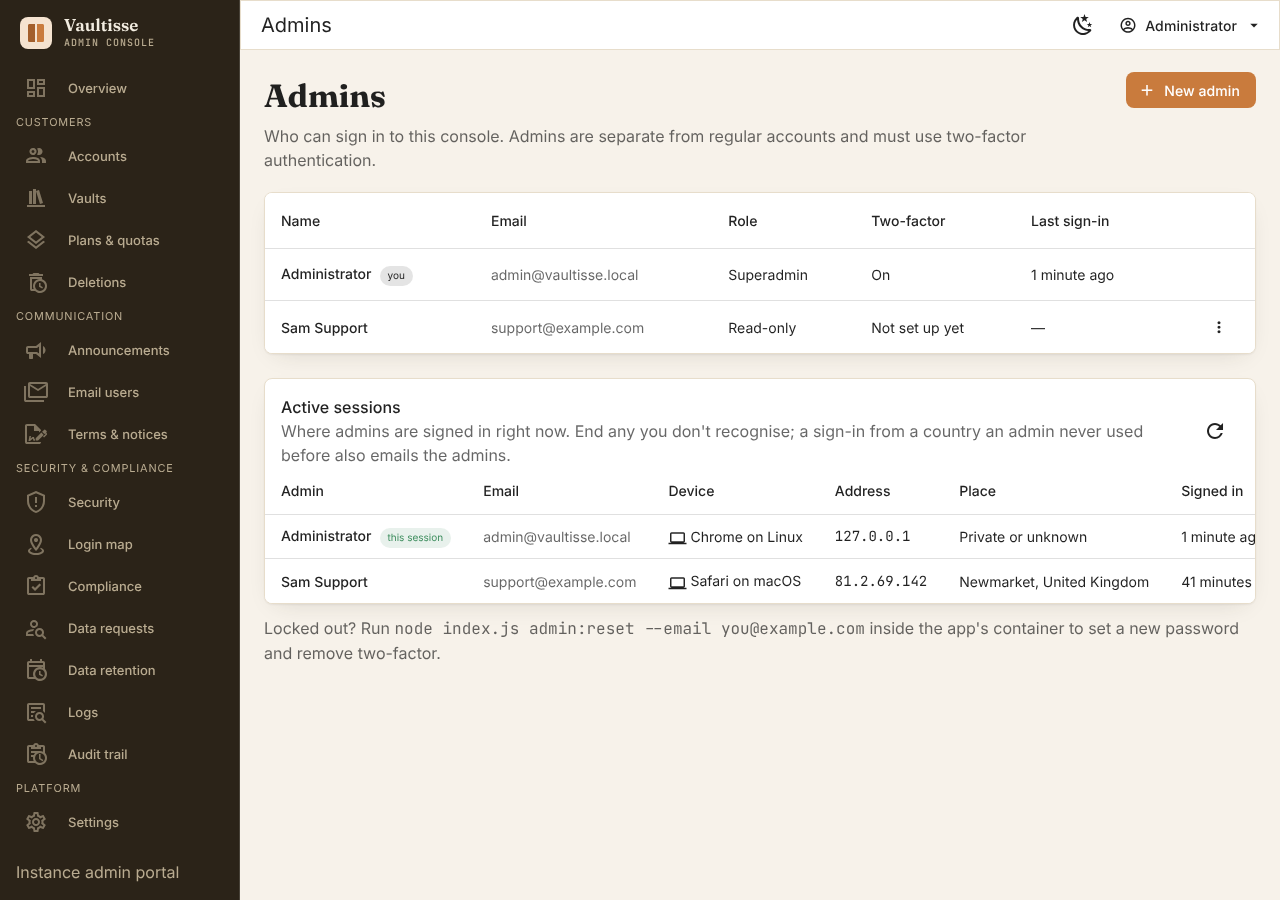 Vaultisse
ADMIN CONSOLE
Overview
CUSTOMERS
Accounts
Vaults
Plans & quotas
Deletions
COMMUNICATION
Announcements
Email users
Terms & notices
SECURITY & COMPLIANCE
Security
Login map
Compliance
Data requests
Data retention
Logs
Audit trail
PLATFORM
Settings
Instance admin portal
Admins
Administrator
Admins
+ New admin
Who can sign in to this console. Admins are separate from regular accounts and must use two-factor
authentication.
Name Email Role Two-factor Last sign-in
Administrator you admin@vaultisse.local Superadmin On 1 minute ago
Sam Support support@example.com Read-only Not set up yet —
Active sessions
Where admins are signed in right now. End any you don't recognise; a sign-in from a country an admin never used
before also emails the admins.
Admin Email Device Address Place Signed in
Administrator this session admin@vaultisse.local Chrome on Linux 127.0.0.1 Private or unknown 1 minute ag
Sam Support support@example.com Safari on macOS 81.2.69.142 Newmarket, United Kingdom 41 minutes
Locked out? Run node index.js admin:reset --email you@example.com inside the app's container to set a new password
and remove two-factor.